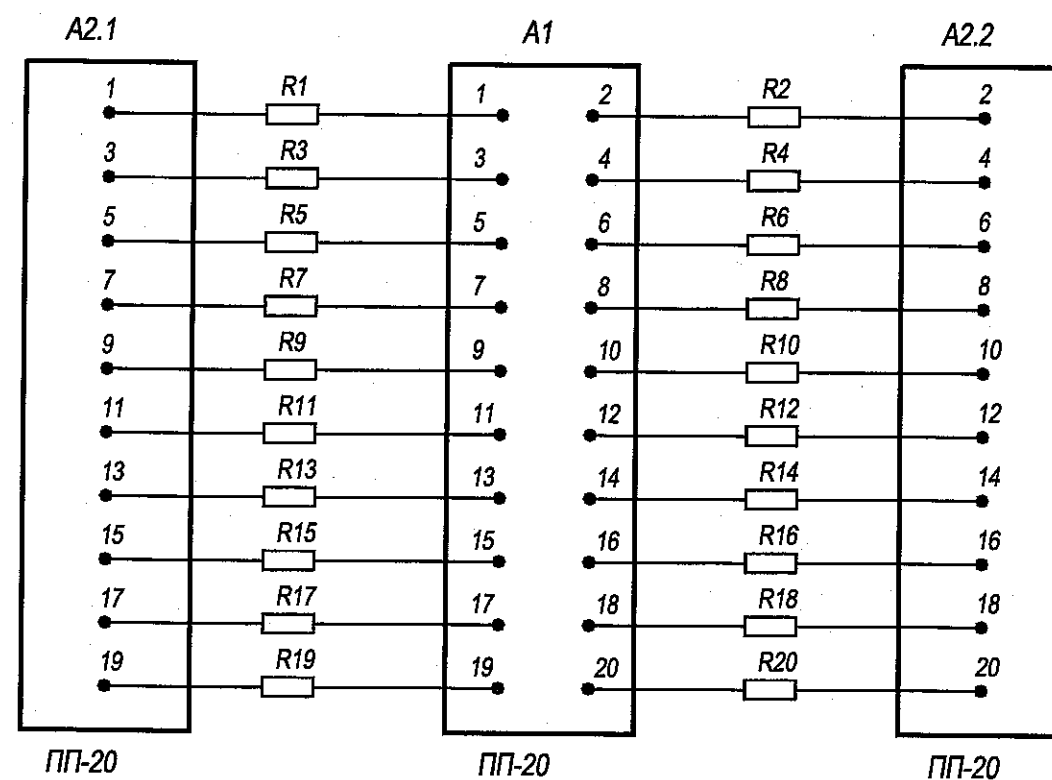 A2.1 A1 A2.2
1 R1 1 2 R2 2
3 R3 3 4 R4 4
5 R5 5 6 R6 6
7 R7 7 8 R8 8
9 R9 9 10 R10 10
11 R11 11 12 R12 12
13 R13 13 14 R14 14
15 R15 15 16 R16 16
17 R17 17 18 R18 18
19 R19 19 20 R20 20
ПП-20 ПП-20 ПП-20